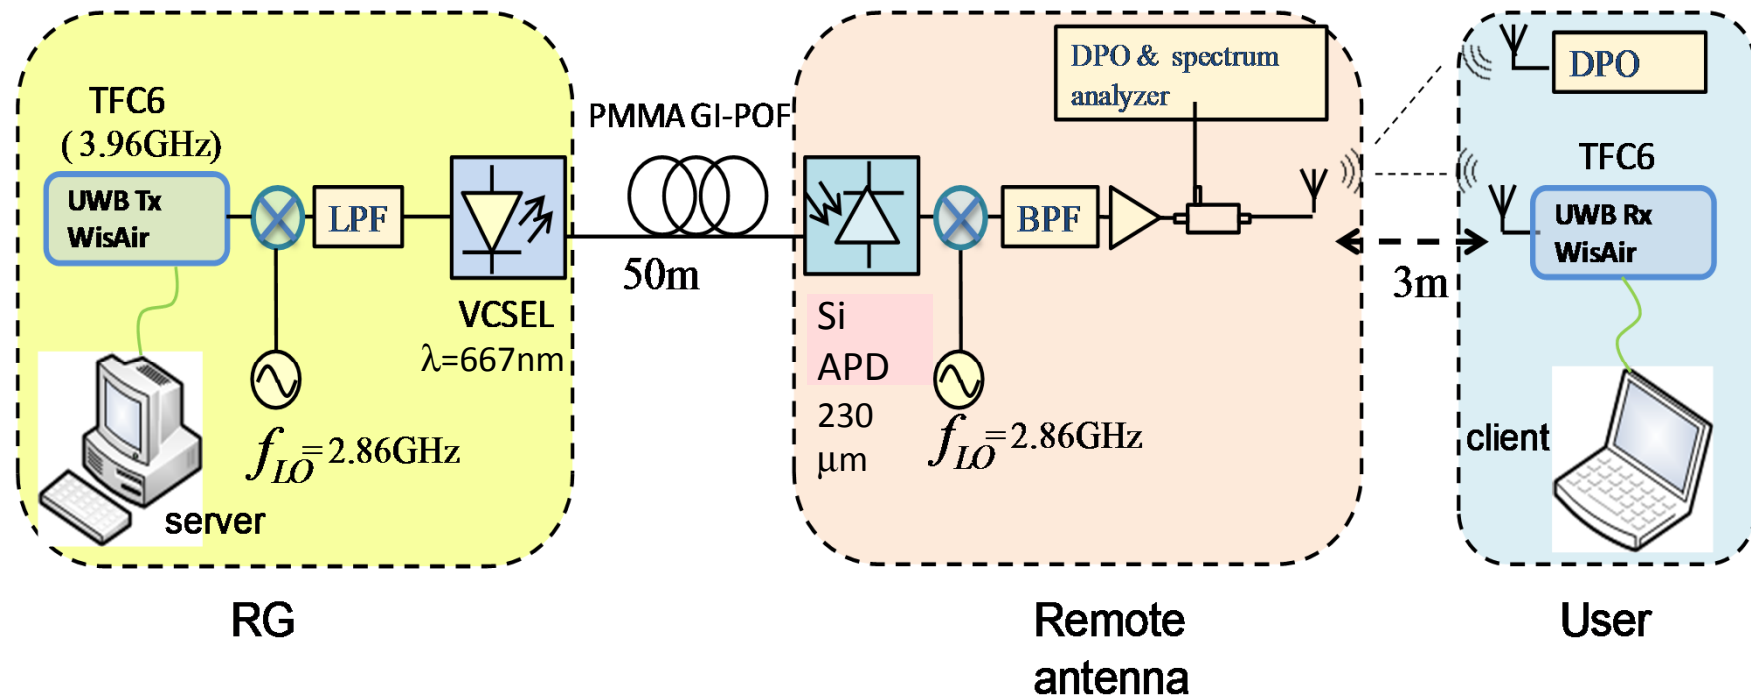 TFC6
(3.96GHz)
UWB Tx
WisAir
LPF
VCSEL
λ=667nm
fLO=2.86GHz
server
RG
PMMA GI-POF
50m
DPO & spectrum
analyzer
BPF
Si
APD
230
μm
fLO=2.86GHz
Remote
antenna
3m
DPO
TFC6
UWB Rx
WisAir
client
User